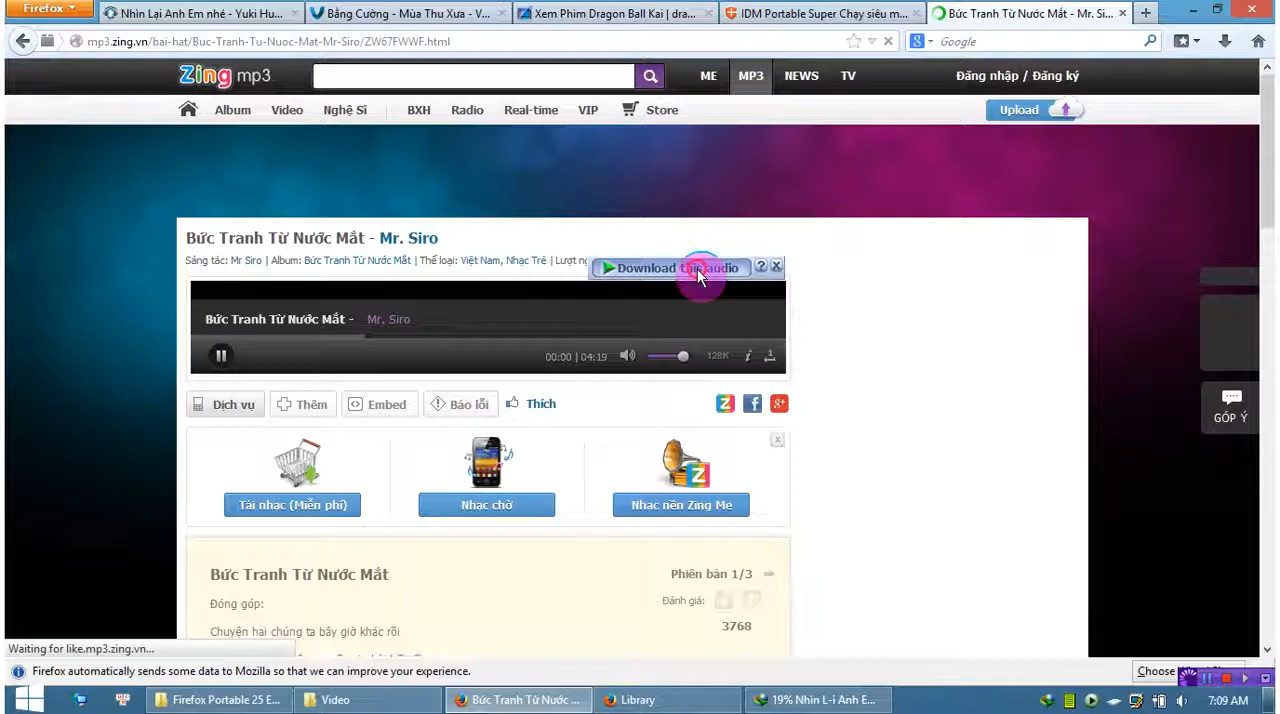 Firefox
Nhìn Lại Anh Em nhé - Yuki Hu...
Bằng Cường - Mùa Thu Xưa - V...
Xem Phim Dragon Ball Kai | dra...
IDM Portable Super Chạy siêu m...
Bức Tranh Từ Nước Mắt - Mr. Si...
mp3.zing.vn/bai-hat/Buc-Tranh-Tu-Nuoc-Mat-Mr-Siro/ZW67FWWF.html
Google
Zing mp3
ME MP3 NEWS TV
Đăng nhập / Đăng ký
Album Video Nghệ Sĩ BXH Radio Real-time VIP Store
Upload
Bức Tranh Từ Nước Mắt - Mr. Siro
Sáng tác: Mr Siro | Album: Bức Tranh Từ Nước Mắt | Thể loại: Việt Nam, Nhạc Trẻ | Lượt
Download this audio
Bức Tranh Từ Nước Mắt - Mr. Siro
00:00 | 04:19
128K
Dịch vụ Thêm Embed Báo lỗi Thích
GÓP Ý
Tải nhạc (Miễn phí) Nhạc chờ Nhạc nền Zing Me
Bức Tranh Từ Nước Mắt
Phiên bản 1/3
Đóng góp:
Đánh giá:
3768
Chuyện hai chúng ta bây giờ khác rồi
Waiting for like.mp3.zing.vn...
Firefox automatically sends some data to Mozilla so that we can improve your experience.
Choose
Firefox Portable 25 E...
Video
Bức Tranh Từ Nước ...
Library
19% Nhin L-i Anh E...
7:09 AM